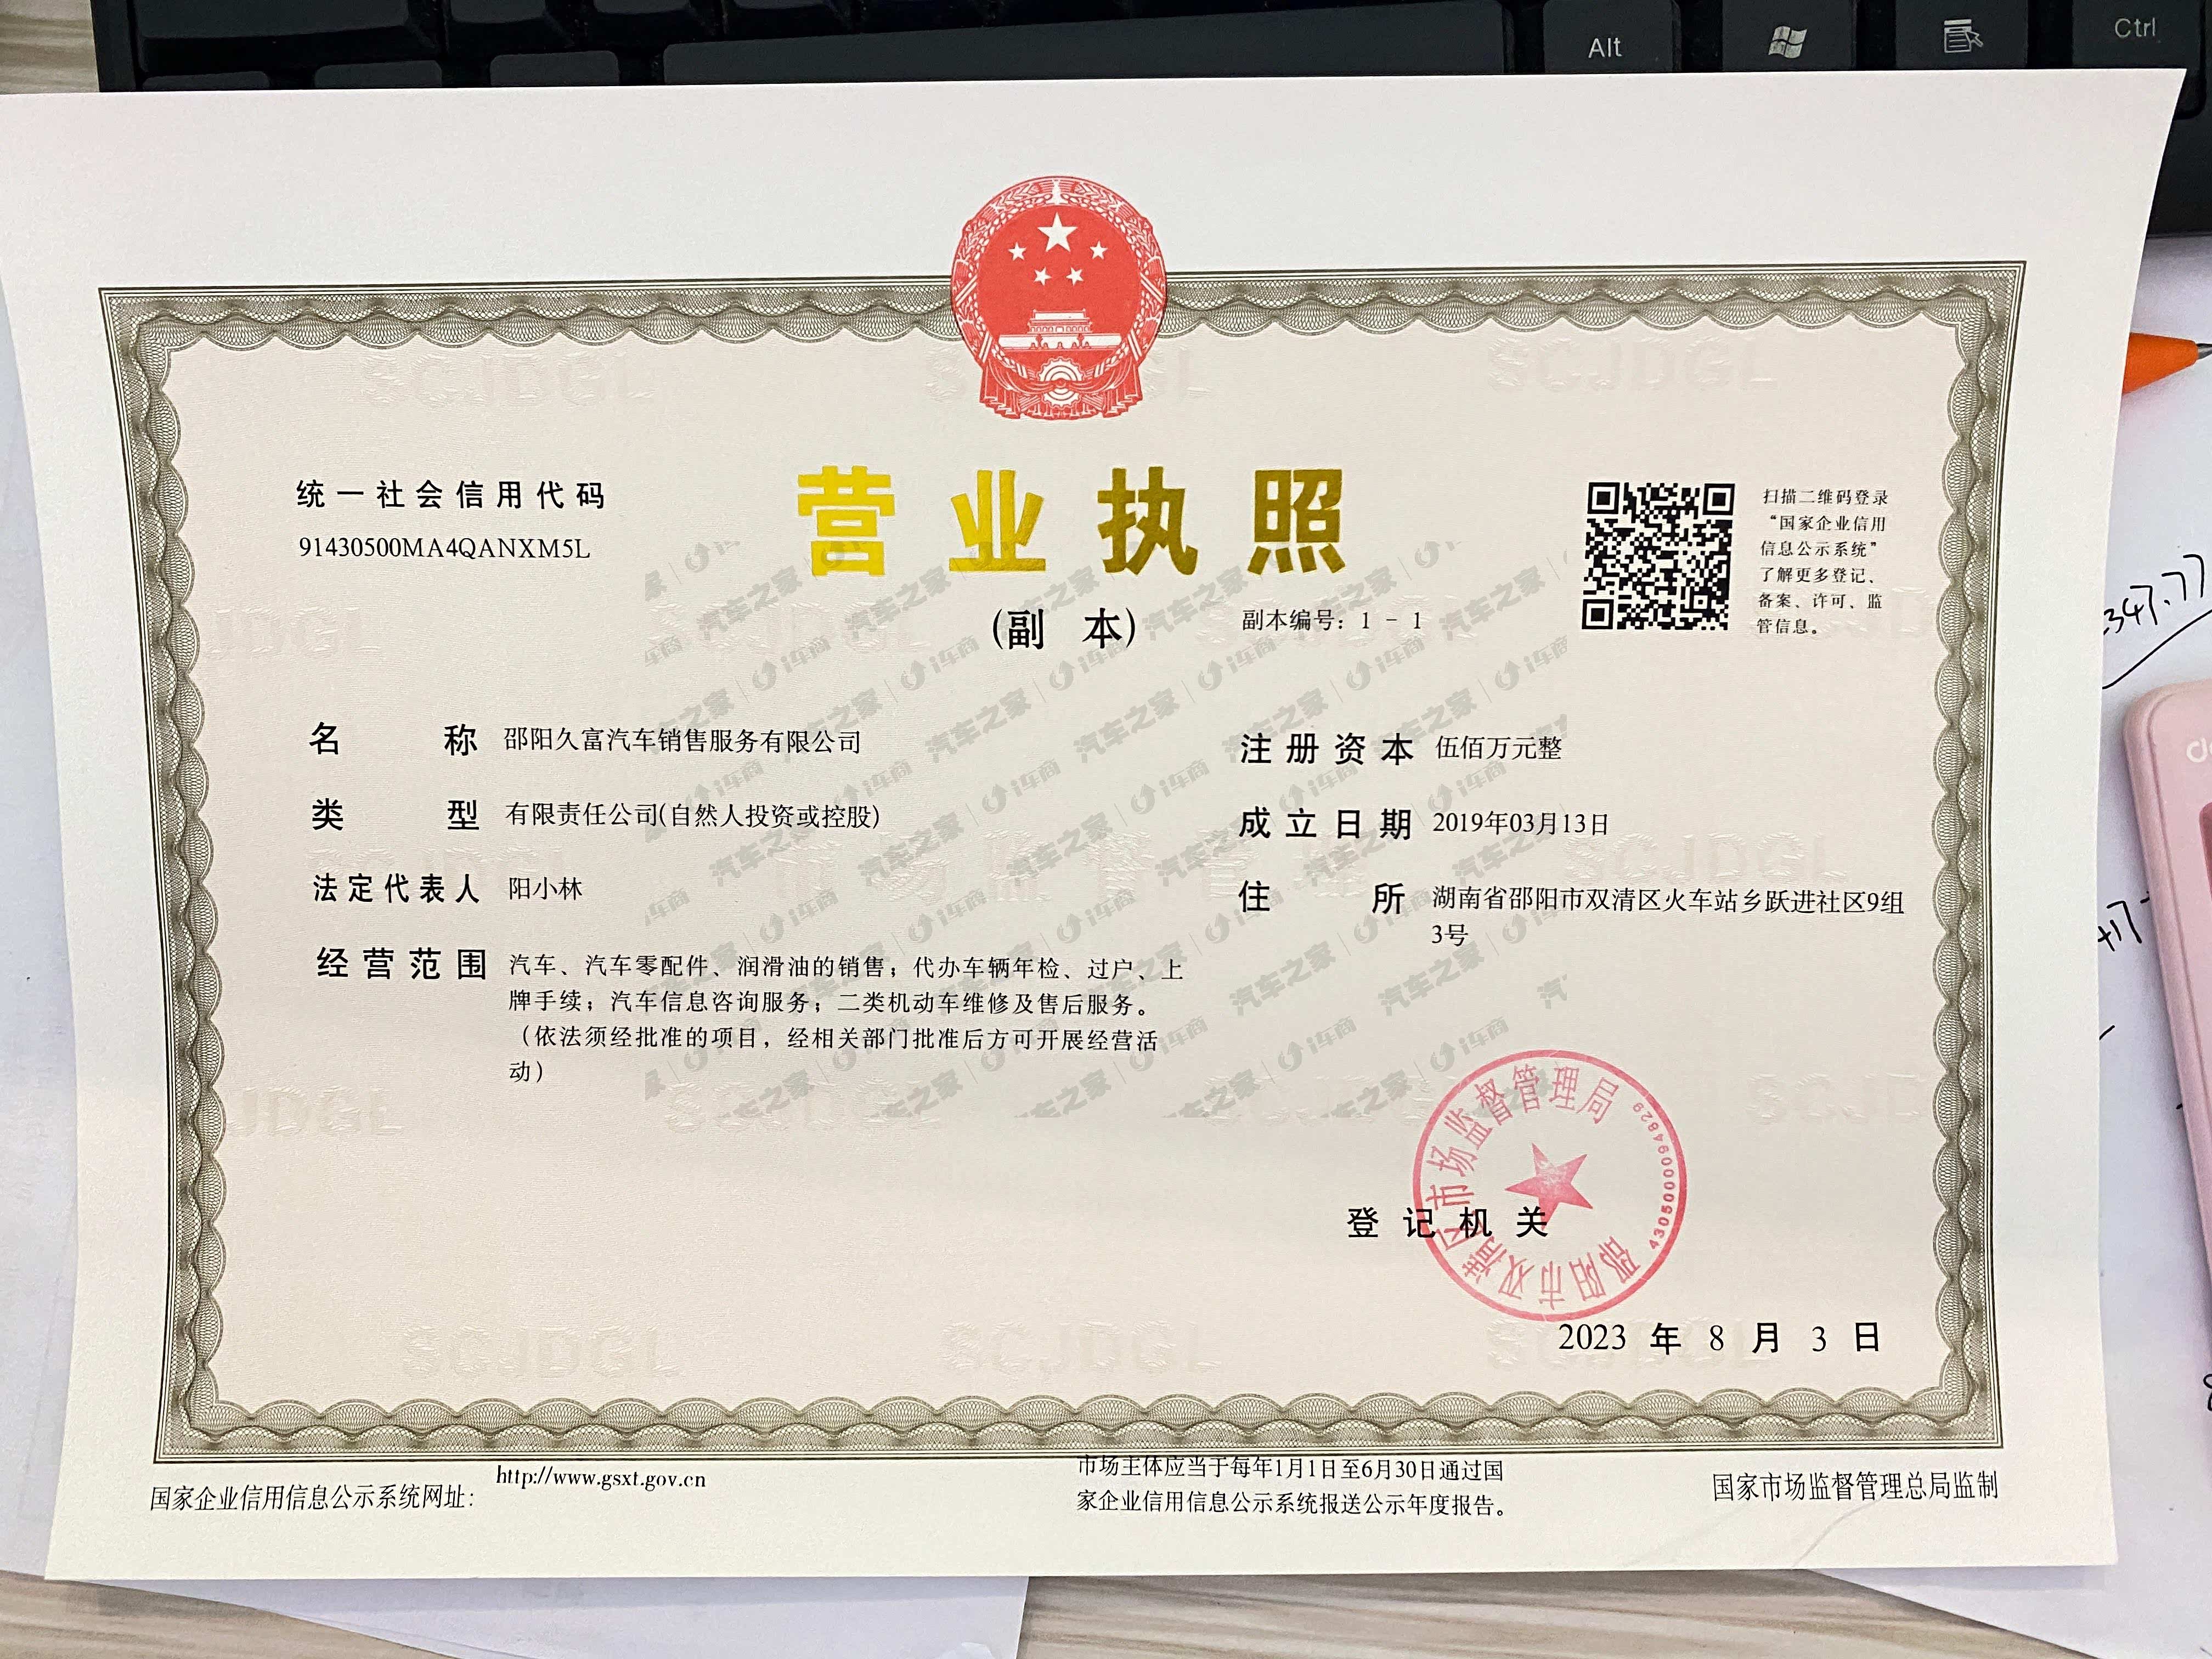 Alt
Ctrl
统一社会信用代码
91430500MA4QANXM5L
营业执照
(副 本)
副本编号：1 - 1
扫描二维码登录
“国家企业信用
信息公示系统”
了解更多登记、
备案、许可、监
管信息。
名 称 邵阳久富汽车销售服务有限公司
类 型 有限责任公司(自然人投资或控股)
法定代表人 阳小林
经营范围 汽车、汽车零配件、润滑油的销售；代办车辆年检、过户、上
牌手续；汽车信息咨询服务；二类机动车维修及售后服务。
（依法须经批准的项目，经相关部门批准后方可开展经营活
动）
注册资本 伍佰万元整
成立日期 2019年03月13日
住 所 湖南省邵阳市双清区火车站乡跃进社区9组
3号
汽车之家 | i车商
SCJDGL
邵阳市双清区市场监督管理局
4305000094829
登记机关
2023 年 8 月 3 日
国家企业信用信息公示系统网址：
http://www.gsxt.gov.cn
市场主体应当于每年1月1日至6月30日通过国
家企业信用信息公示系统报送公示年度报告。
国家市场监督管理总局监制
347.77